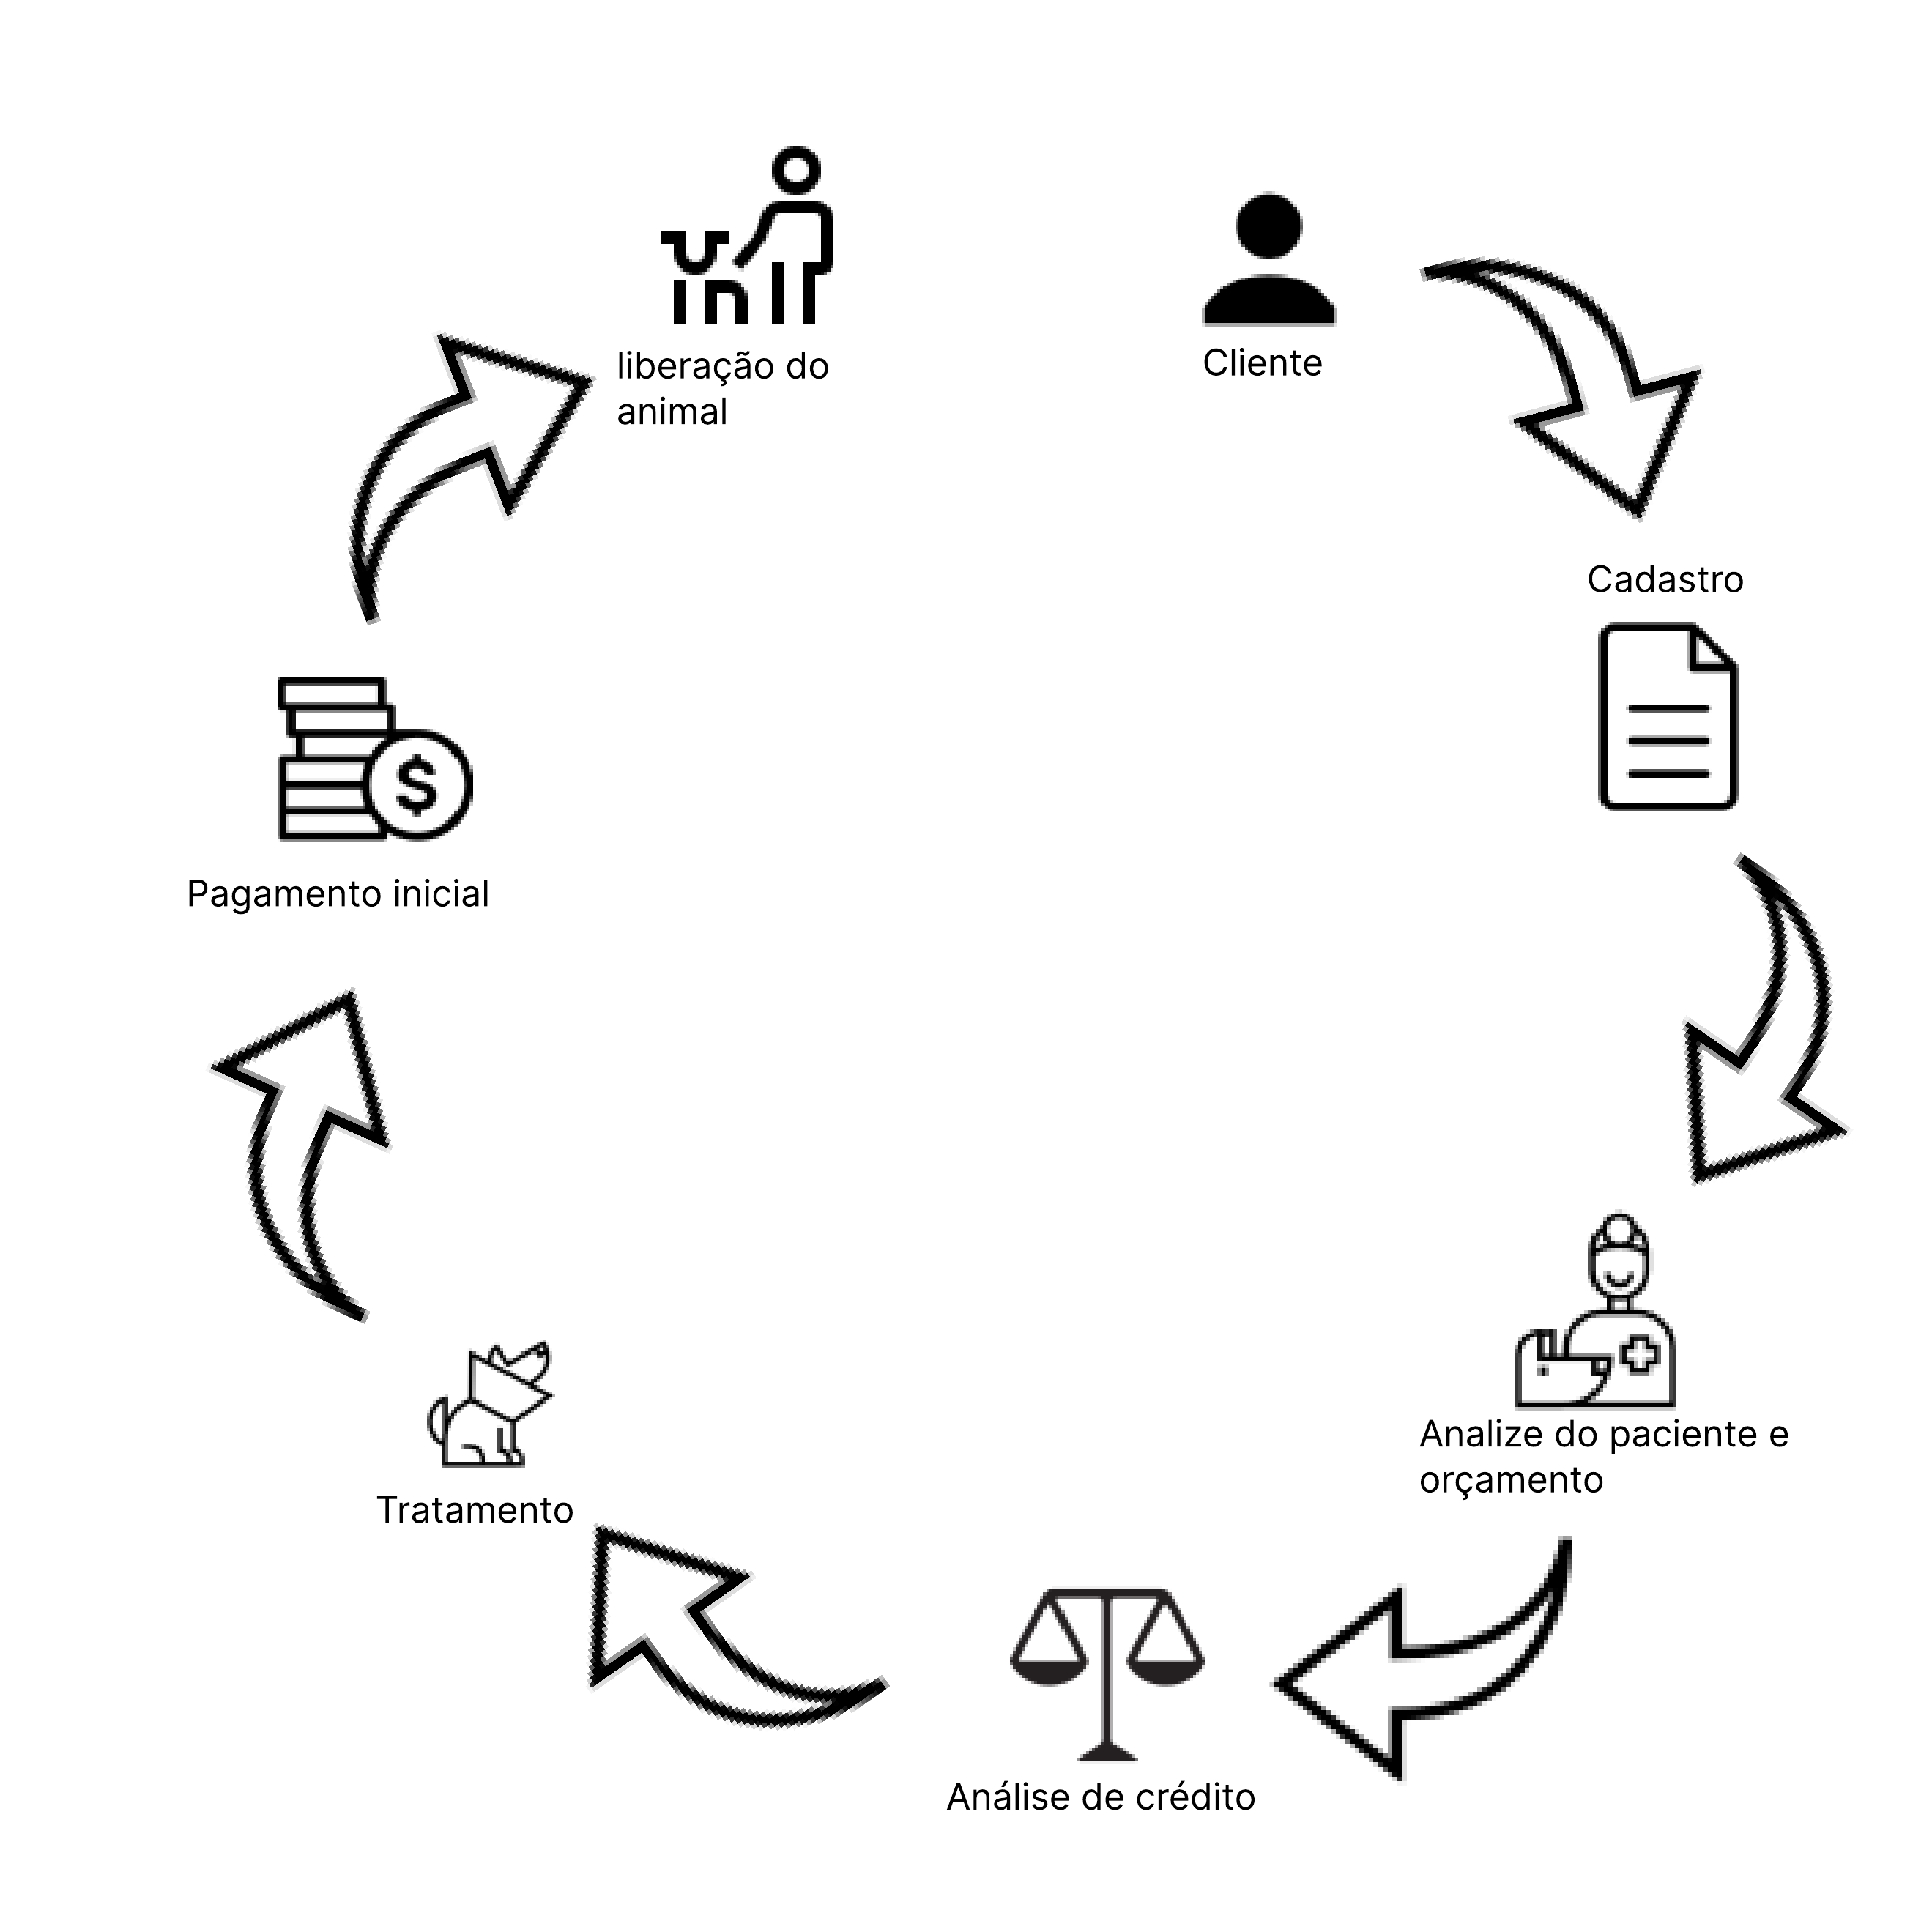 Cliente
Cadastro
Analize do paciente e
orçamento
Análise de crédito
Tratamento
Pagamento inicial
$
liberação do
animal